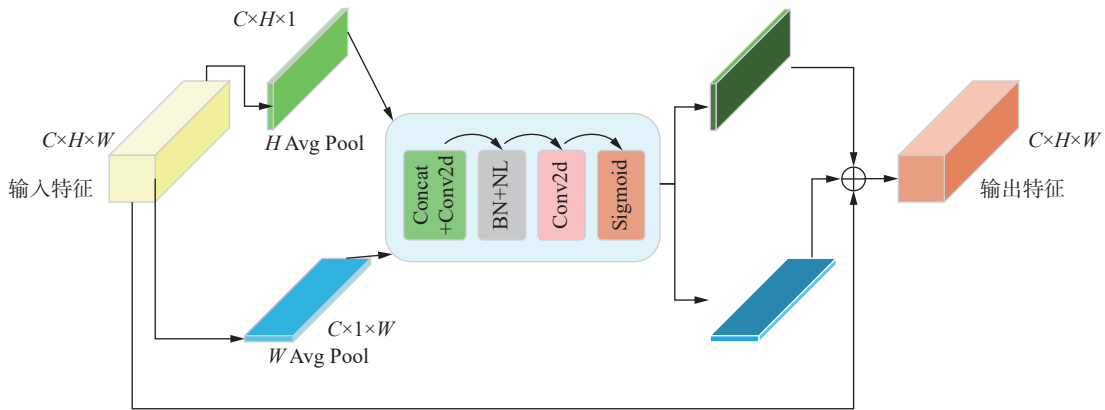 C×H×1
H Avg Pool
C×H×W
输入特征
Concat
+Conv2d
BN+NL
Conv2d
Sigmoid
C×1×W
W Avg Pool
C×H×W
输出特征